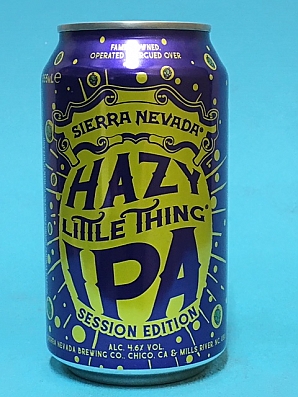 FAMILY OWNED,
OPERATED & ARGUED OVER
SIERRA NEVADA®
HAZY
LITTLE THING®
IPA
SESSION EDITION
ALC. 4.6% VOL
SIERRA NEVADA BREWING CO. CHICO, CA & MILLS RIVER NC